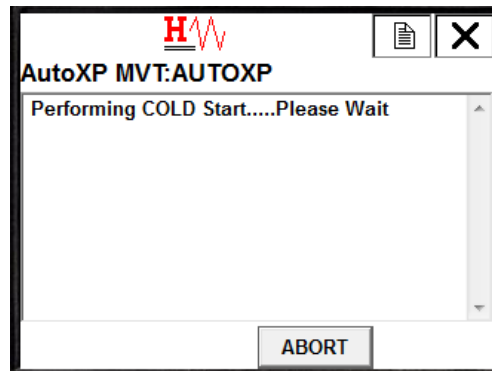 H
AutoXP MVT:AUTOXP
Performing COLD Start.....Please Wait
ABORT